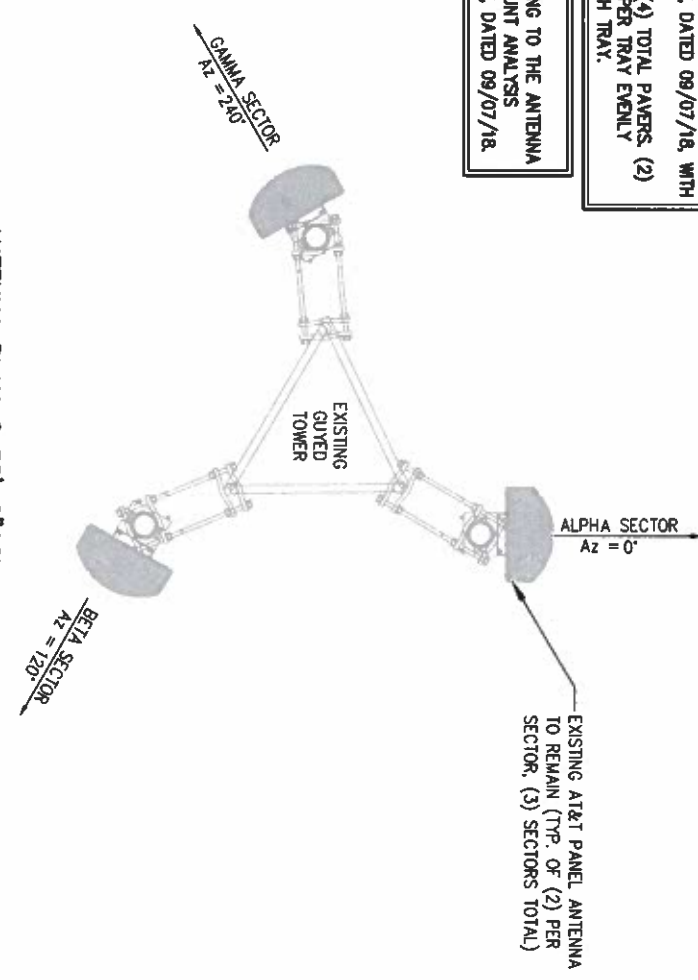 , DATED 09/07/18, WITH
(4) TOTAL PAVERS. (2)
PER TRAY EVENLY
H TRAY.
NG TO THE ANTENNA
UNT ANALYSIS
, DATED 09/07/18.
GAMMA SECTOR
AZ = 240°
EXISTING
GUYED
TOWER
ALPHA SECTOR
Az = 0°
BETA SECTOR
AZ = 120°
EXISTING AT&T PANEL ANTENNA
TO REMAIN (TYP. OF (2) PER
SECTOR, (3) SECTORS TOTAL)